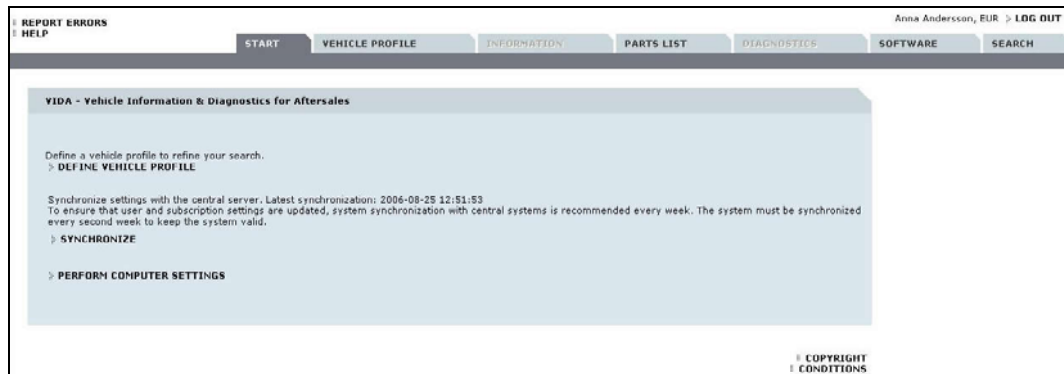 REPORT ERRORS
HELP
Anna Andersson, EUR > LOG OUT
START VEHICLE PROFILE INFORMATION PARTS LIST DIAGNOSTICS SOFTWARE SEARCH
VIDA - Vehicle Information & Diagnostics for Aftersales
Define a vehicle profile to refine your search.
> DEFINE VEHICLE PROFILE
Synchronize settings with the central server. Latest synchronization: 2006-08-25 12:51:53
To ensure that user and subscription settings are updated, system synchronization with central systems is recommended every week. The system must be synchronized
every second week to keep the system valid.
> SYNCHRONIZE
> PERFORM COMPUTER SETTINGS
COPYRIGHT
CONDITIONS